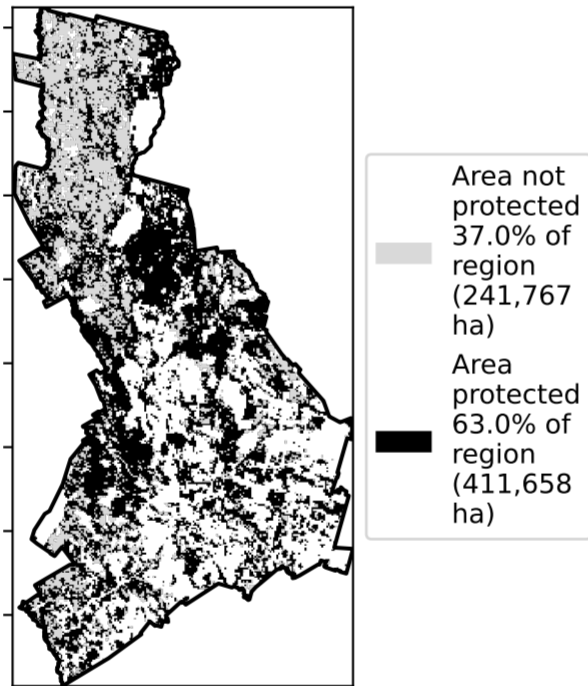 Area not
protected
37.0% of
region
(241,767
ha)
Area
protected
63.0% of
region
(411,658
ha)